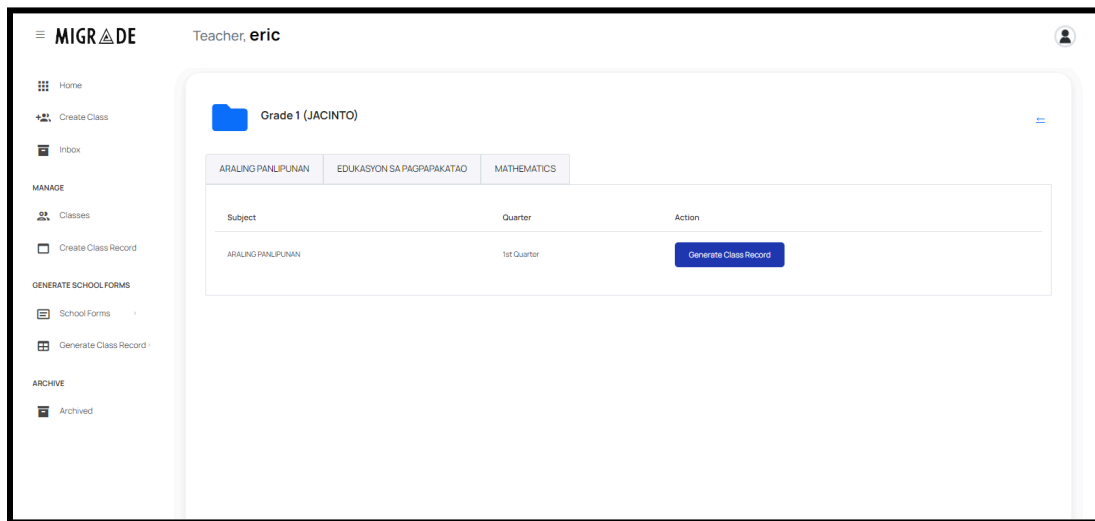 MIGRADE
Teacher, eric
Home
Create Class
Inbox
MANAGE
Classes
Create Class Record
GENERATE SCHOOL FORMS
School Forms
Generate Class Record
ARCHIVE
Archived
Grade 1 (JACINTO)
ARALING PANLIPUNAN EDUKASYON SA PAGPAPAKATAO MATHEMATICS
Subject Quarter Action
ARALING PANLIPUNAN 1st Quarter Generate Class Record